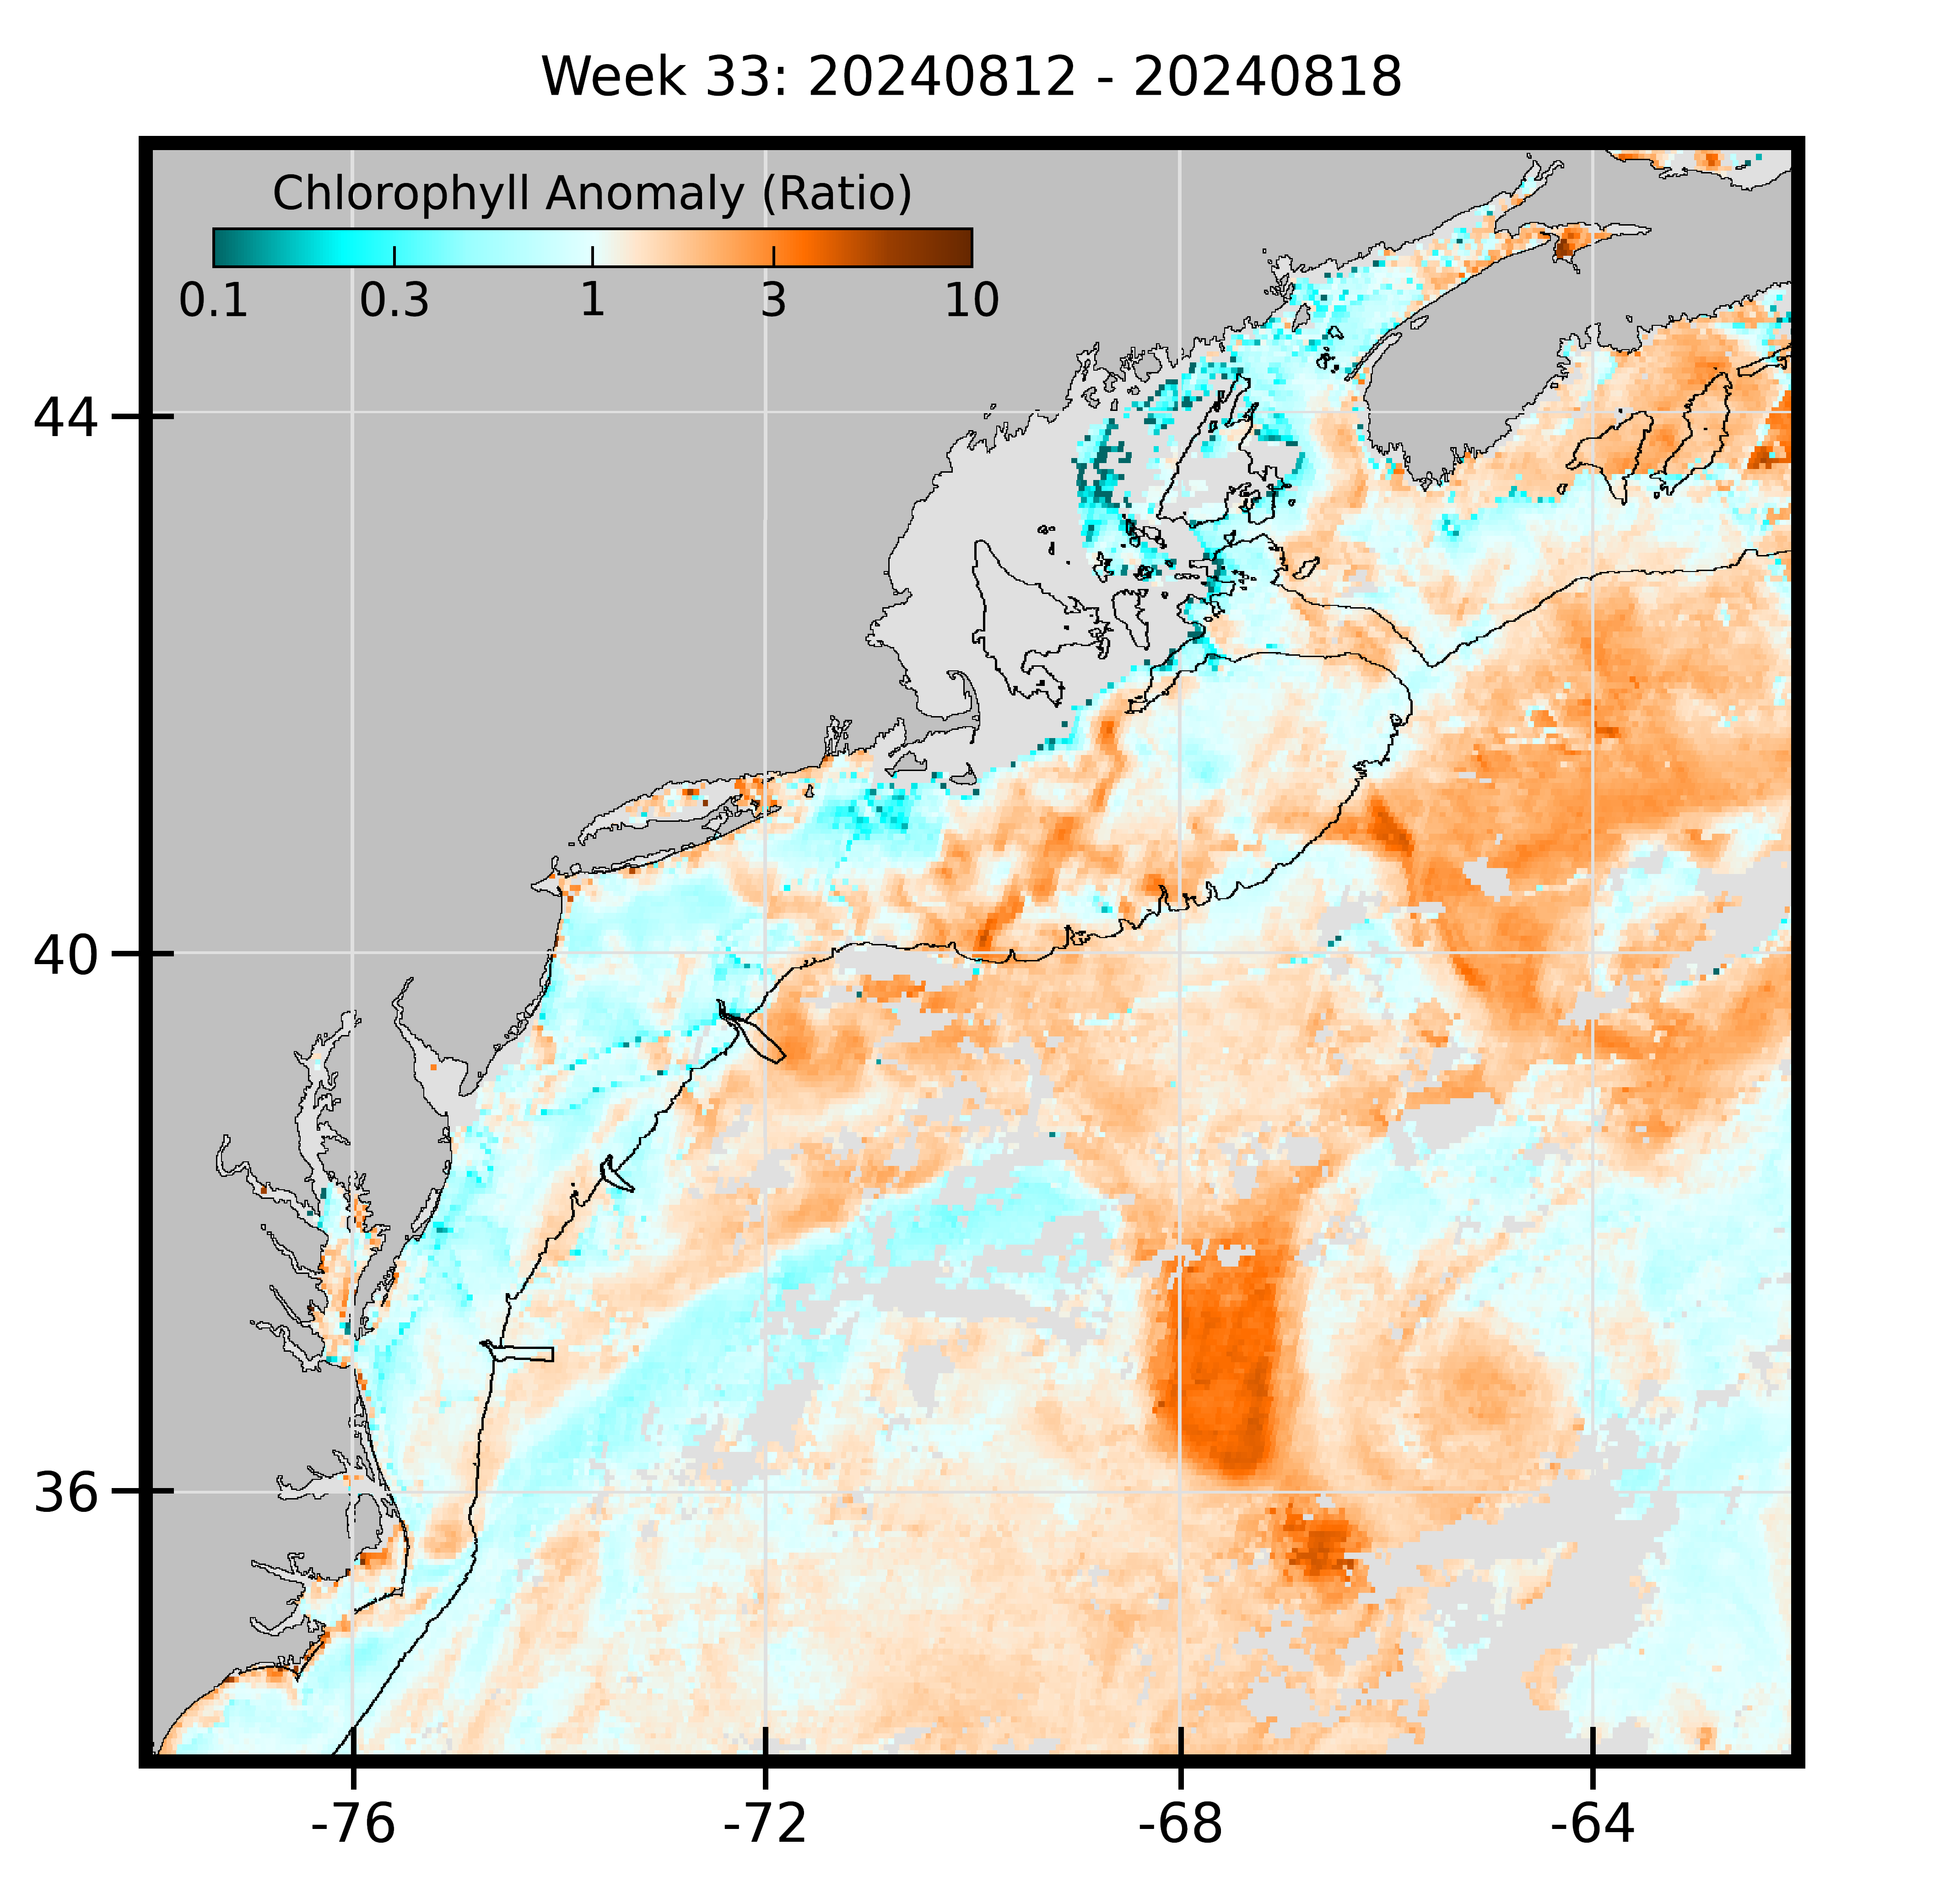 Week 33: 20240812 - 20240818
Chlorophyll Anomaly (Ratio)
0.1 0.3 1 3 10
44
40
36
-76 -72 -68 -64